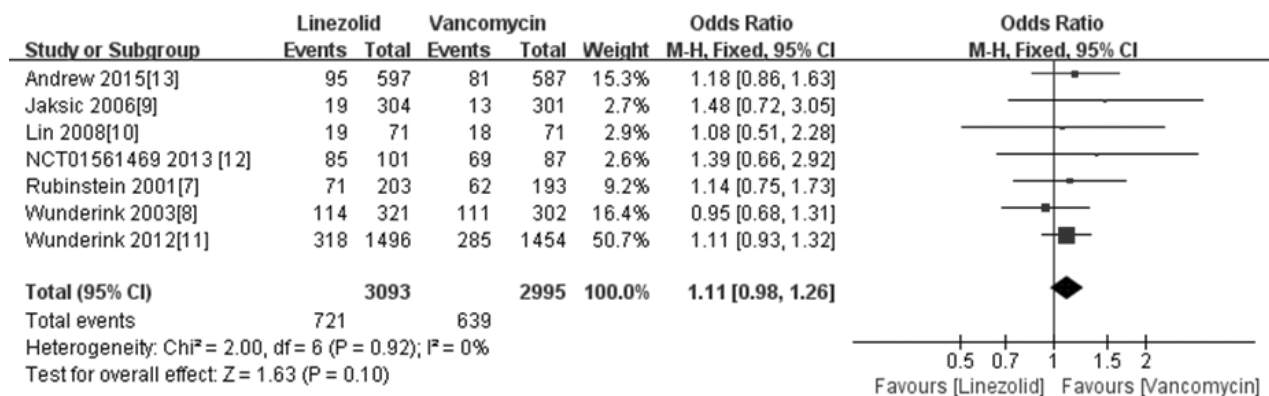 Linezolid Vancomycin Odds Ratio Odds Ratio
Study or Subgroup Events Total Events Total Weight M-H, Fixed, 95% CI M-H, Fixed, 95% CI
Andrew 2015[13] 95 597 81 587 15.3% 1.18 [0.86, 1.63]
Jaksic 2006[9] 19 304 13 301 2.7% 1.48 [0.72, 3.05]
Lin 2008[10] 19 71 18 71 2.9% 1.08 [0.51, 2.28]
NCT01561469 2013 [12] 85 101 69 87 2.6% 1.39 [0.66, 2.92]
Rubinstein 2001[7] 71 203 62 193 9.2% 1.14 [0.75, 1.73]
Wunderink 2003[8] 114 321 111 302 16.4% 0.95 [0.68, 1.31]
Wunderink 2012[11] 318 1496 285 1454 50.7% 1.11 [0.93, 1.32]
Total (95% CI) 3093 2995 100.0% 1.11 [0.98, 1.26]
Total events 721 639
Heterogeneity: Chi² = 2.00, df = 6 (P = 0.92); I² = 0%
Test for overall effect: Z = 1.63 (P = 0.10)
0.5 0.7 1 1.5 2
Favours [Linezolid] Favours [Vancomycin]